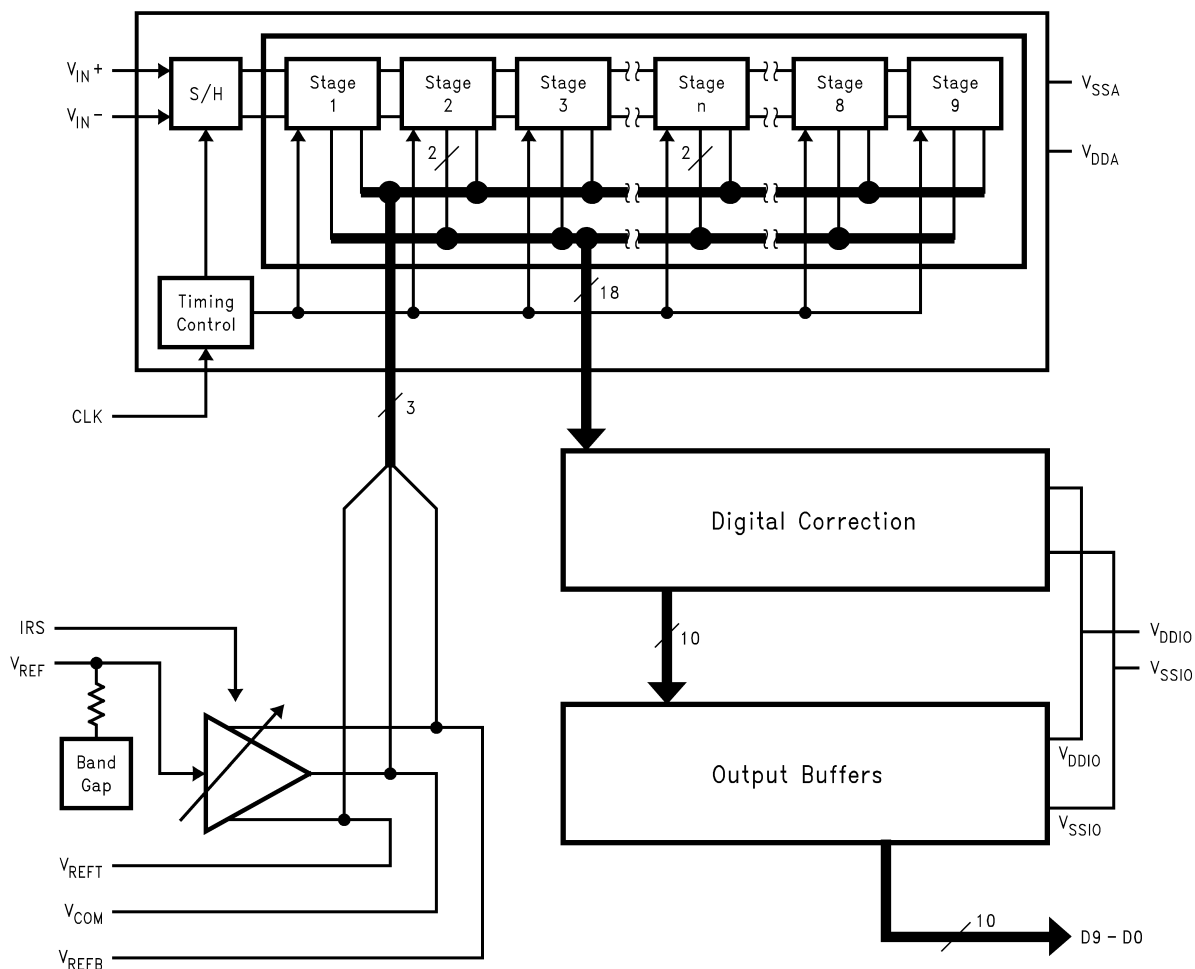 V_IN+
V_IN-
S/H
Stage 1
Stage 2
Stage 3
Stage n
Stage 8
Stage 9
V_SSA
V_DDA
2
2
18
Timing Control
CLK
3
Digital Correction
10
IRS
V_REF
Band Gap
V_DDIO
V_SSIO
V_DDIO
V_SSIO
Output Buffers
V_REFT
V_COM
V_REFB
10
D9 - D0